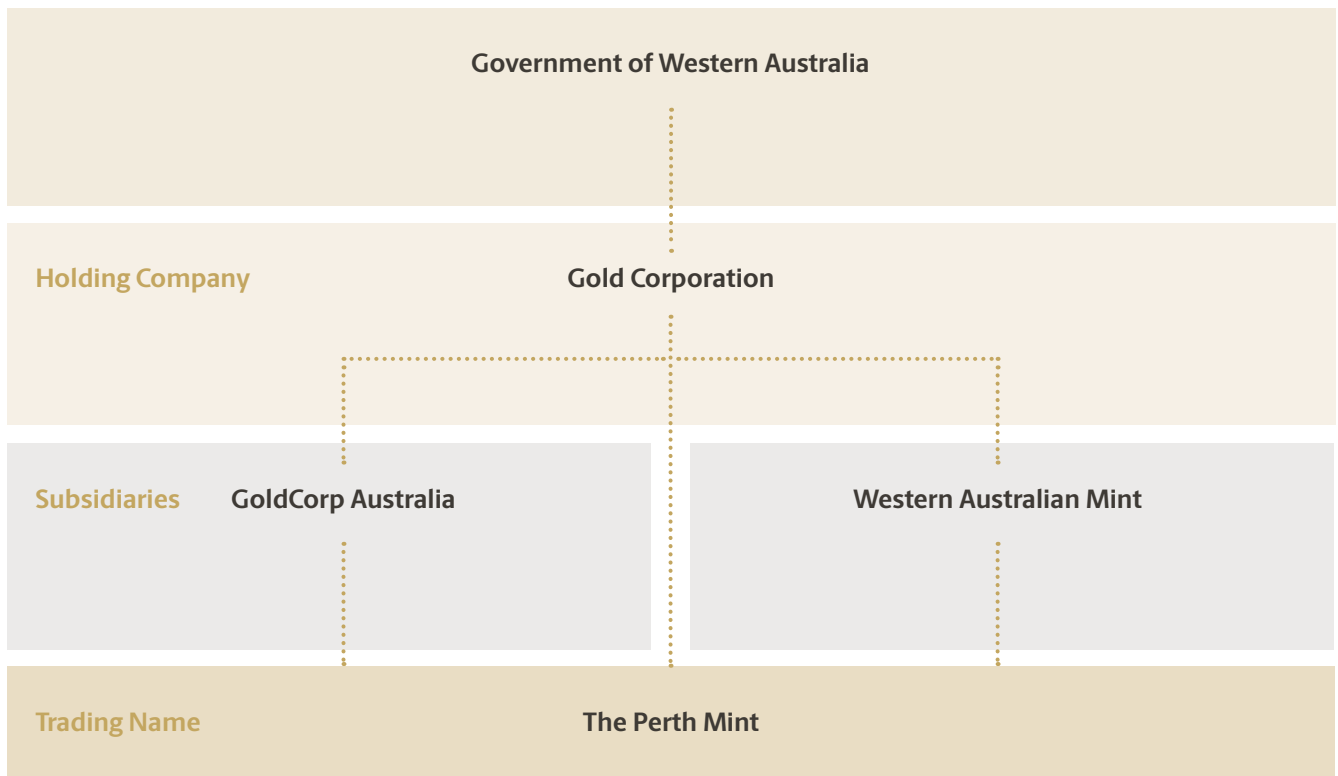 Government of Western Australia
Holding Company
Gold Corporation
Subsidiaries
GoldCorp Australia
Western Australian Mint
Trading Name
The Perth Mint